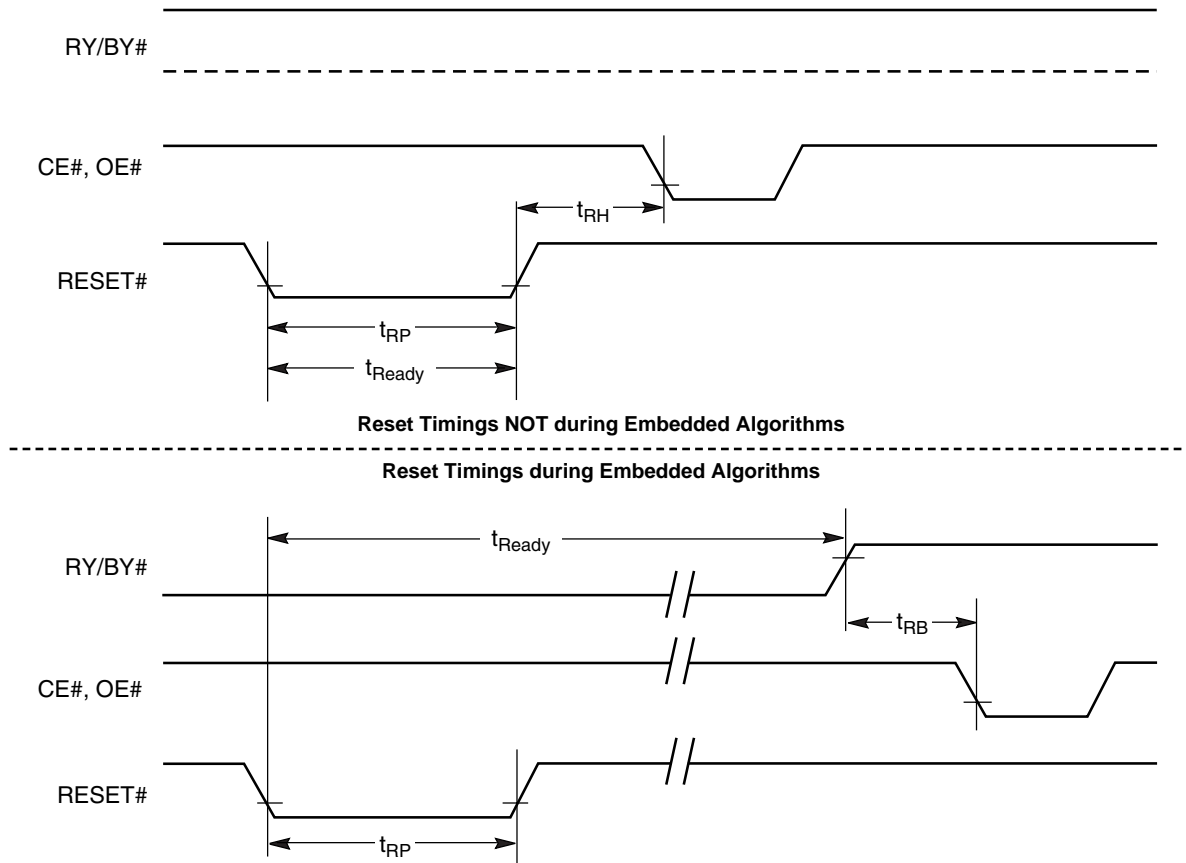 RY/BY#
CE#, OE#
tRH
RESET#
tRP
tReady
Reset Timings NOT during Embedded Algorithms
Reset Timings during Embedded Algorithms
tReady
RY/BY#
tRB
CE#, OE#
RESET#
tRP